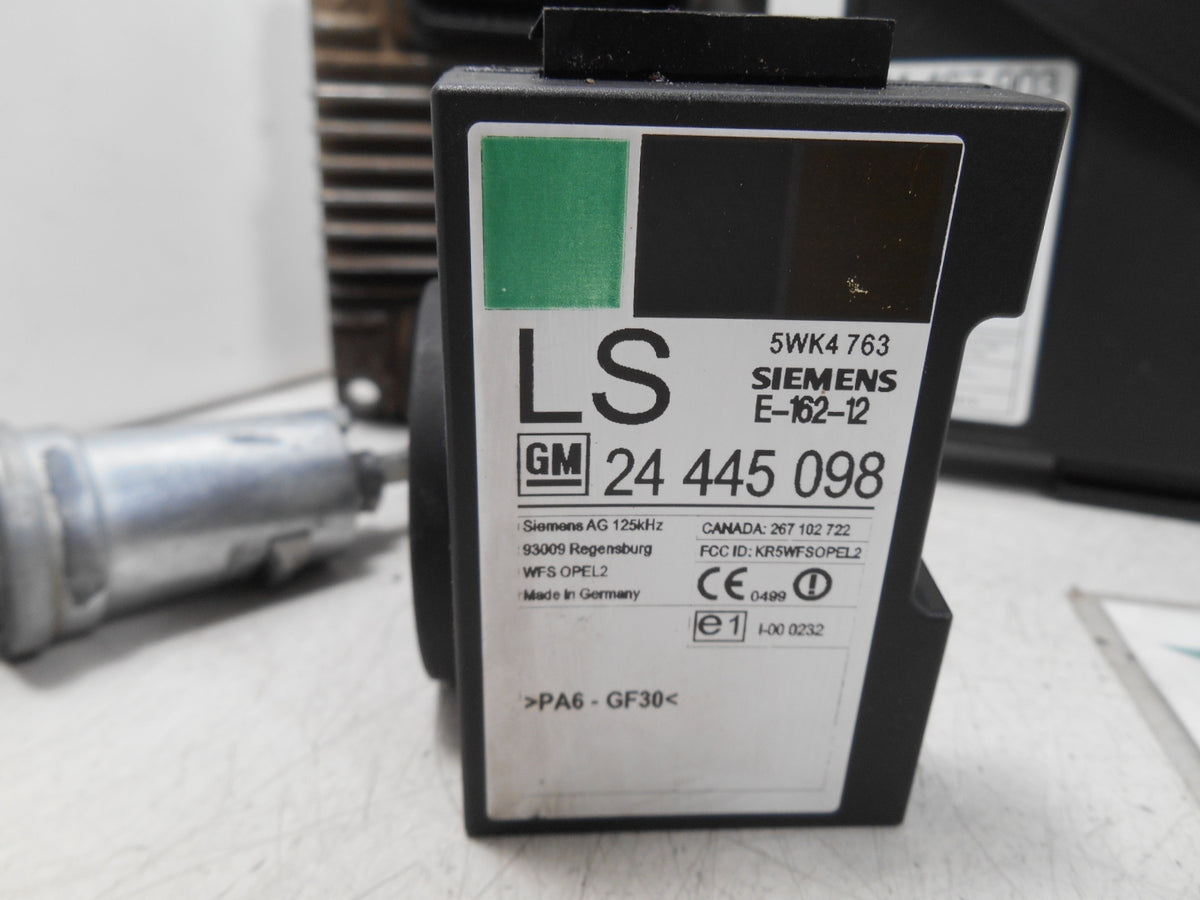 LS
5WK4 763
SIEMENS
E-162-12
GM 24 445 098
Siemens AG 125kHz
93009 Regensburg
WFS OPEL2
Made In Germany
CANADA: 267 102 722
FCC ID: KR5WFSOPEL2
CE 0499
e1 I-00 0232
>PA6 - GF30<